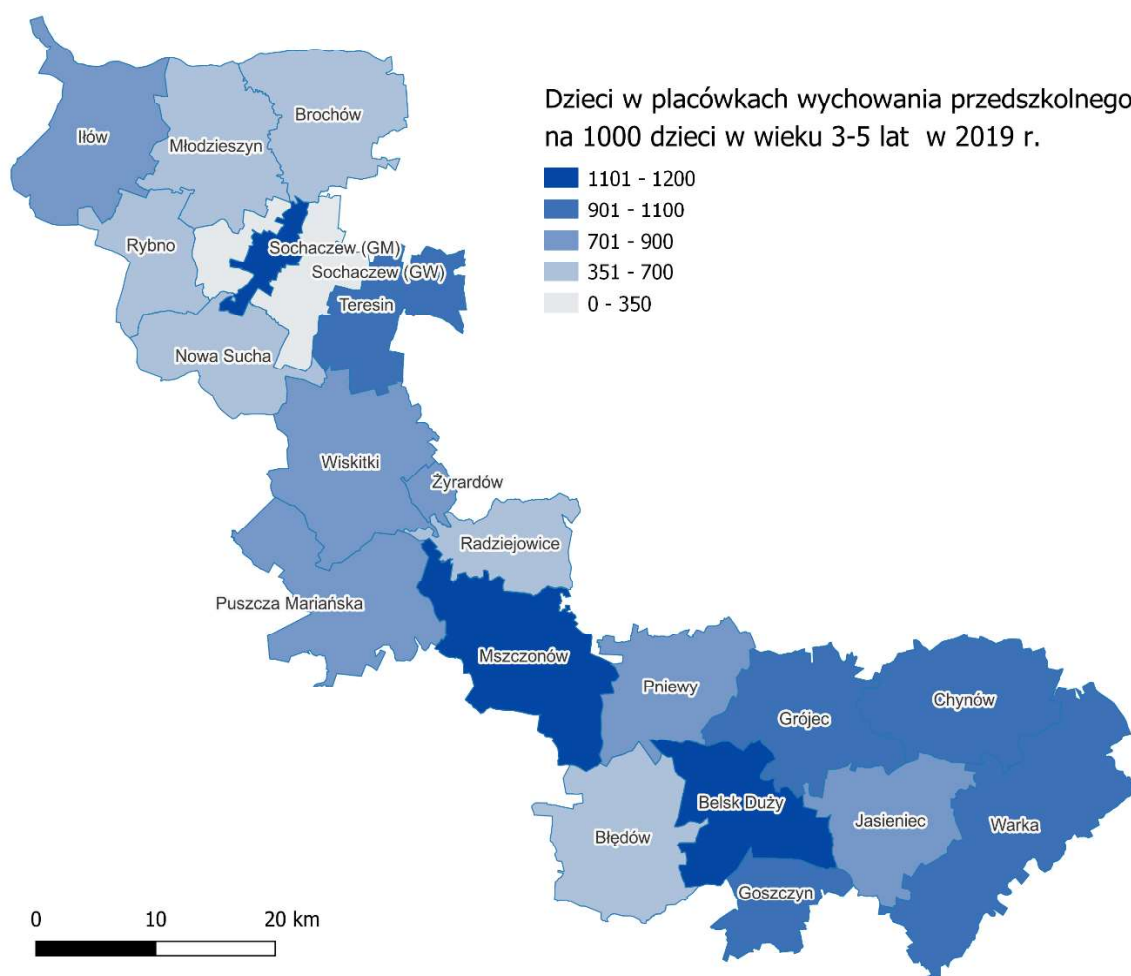 Dzieci w placówkach wychowania przedszkolnego
na 1000 dzieci w wieku 3-5 lat w 2019 r.
1101 - 1200
901 - 1100
701 - 900
351 - 700
0 - 350
Brochów
Iłów
Młodzieszyn
Rybno
Sochaczew (GM)
Sochaczew (GW)
Teresin
Nowa Sucha
Wiskitki
Żyrardów
Radziejowice
Puszcza Mariańska
Mszczonów
Pniewy
Chynów
Grójec
Belsk Duży
Jasieniec
Warka
Błędów
Goszczyn
0 10 20 km